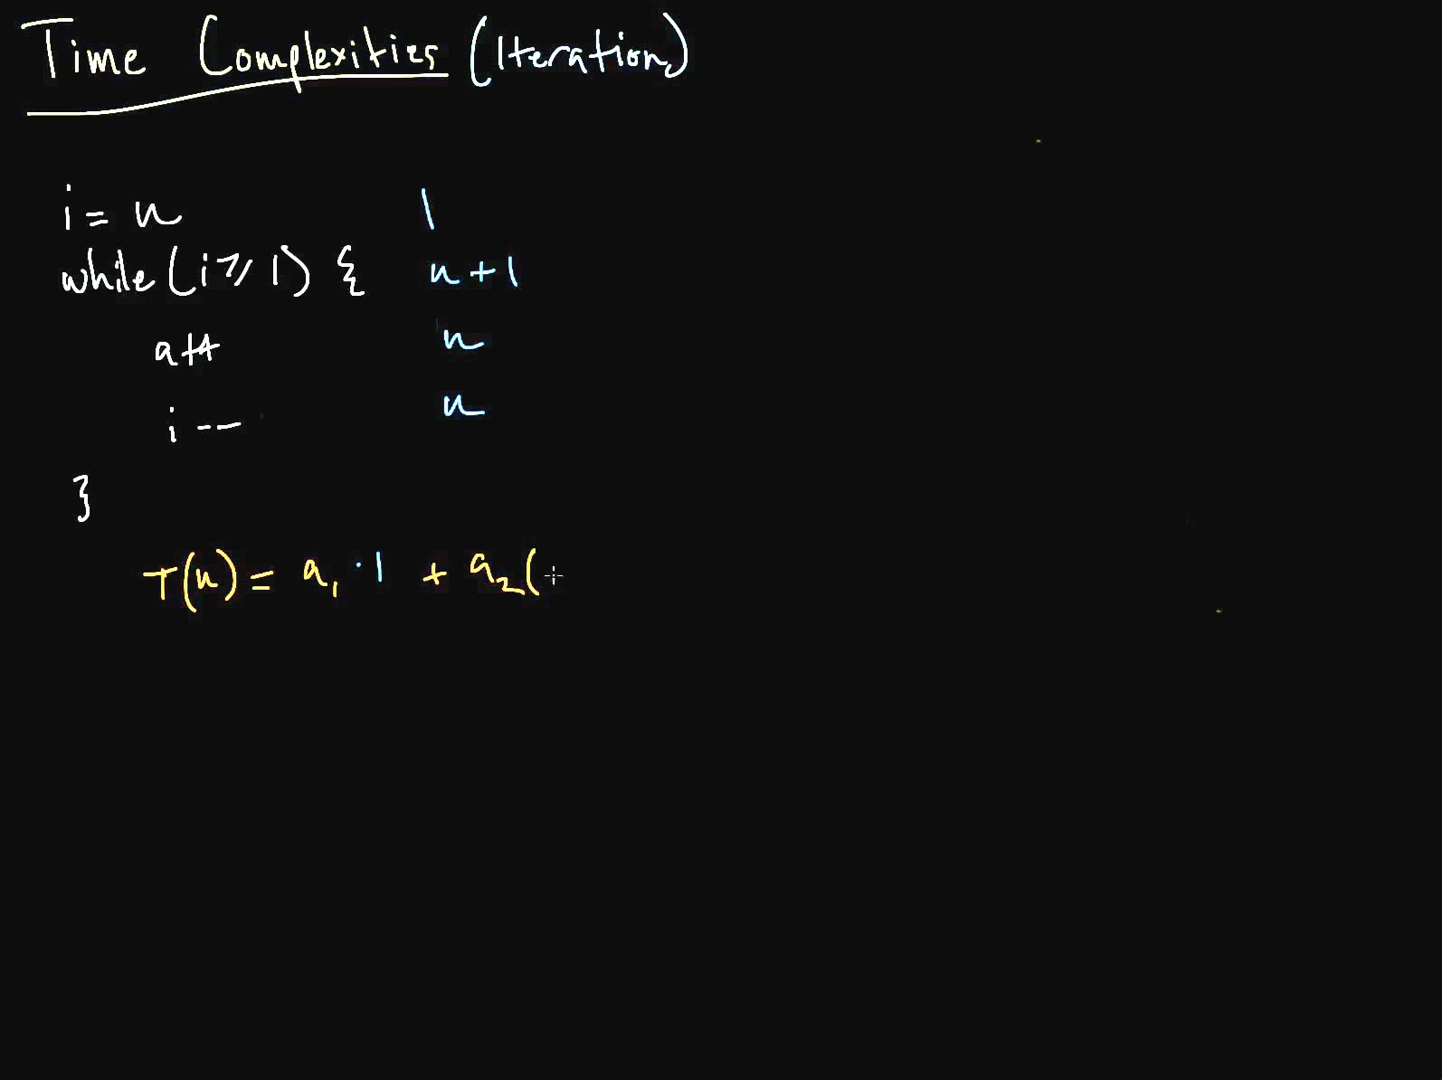 Time Complexities (Iteration)
i = n 1
while (i ≥ 1) { n + 1
a++ n
i -- n
}
T(n) = a₁ · 1 + a₂(